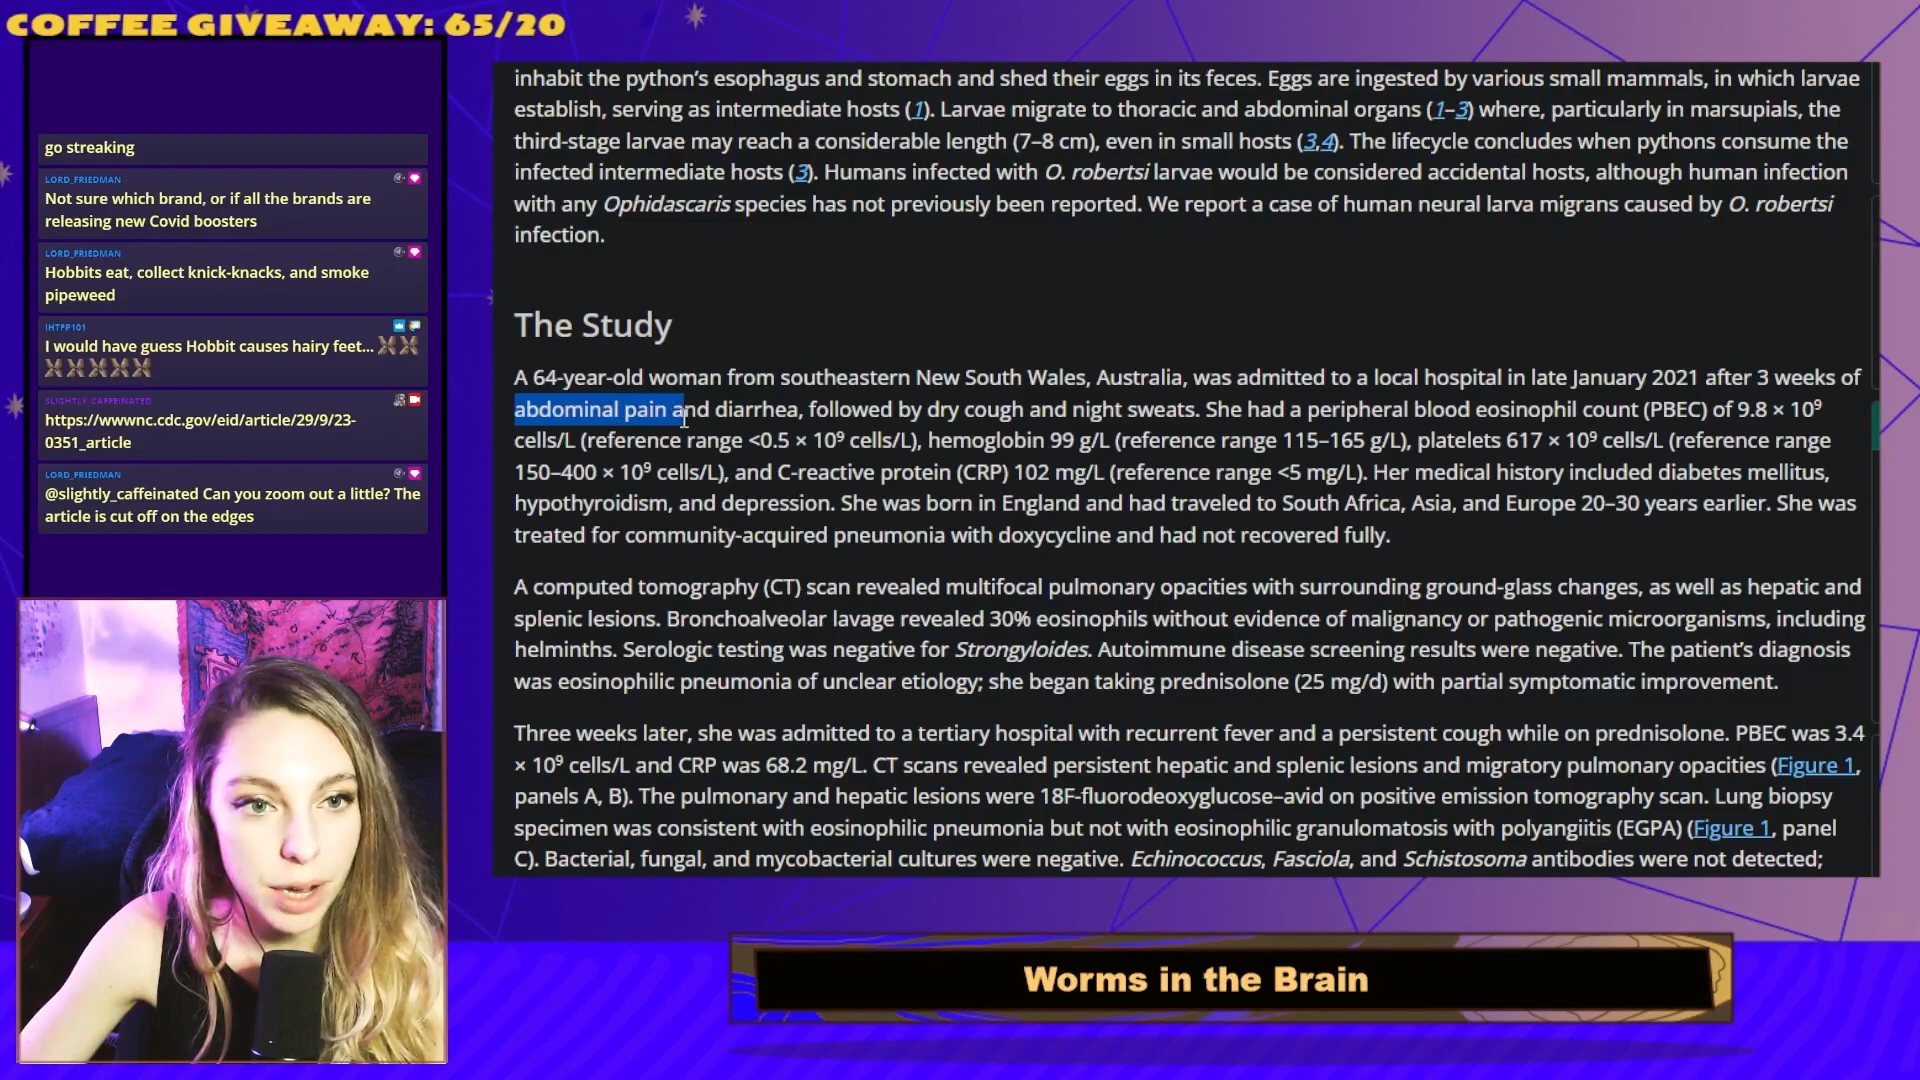 COFFEE GIVEAWAY: 65/20
go streaking
LORD_FRIEDMAN
Not sure which brand, or if all the brands are
releasing new Covid boosters
LORD_FRIEDMAN
Hobbits eat, collect knick-knacks, and smoke
pipeweed
IHTFP101
I would have guess Hobbit causes hairy feet...
SLIGHTLY_CAFFEINATED
https://wwwnc.cdc.gov/eid/article/29/9/23-
0351_article
LORD_FRIEDMAN
@slightly_caffeinated Can you zoom out a little? The
article is cut off on the edges
inhabit the python’s esophagus and stomach and shed their eggs in its feces. Eggs are ingested by various small mammals, in which larvae
establish, serving as intermediate hosts (1). Larvae migrate to thoracic and abdominal organs (1–3) where, particularly in marsupials, the
third-stage larvae may reach a considerable length (7–8 cm), even in small hosts (3,4). The lifecycle concludes when pythons consume the
infected intermediate hosts (3). Humans infected with O. robertsi larvae would be considered accidental hosts, although human infection
with any Ophidascaris species has not previously been reported. We report a case of human neural larva migrans caused by O. robertsi
infection.
The Study
A 64-year-old woman from southeastern New South Wales, Australia, was admitted to a local hospital in late January 2021 after 3 weeks of
abdominal pain and diarrhea, followed by dry cough and night sweats. She had a peripheral blood eosinophil count (PBEC) of 9.8 × 10⁹
cells/L (reference range <0.5 × 10⁹ cells/L), hemoglobin 99 g/L (reference range 115–165 g/L), platelets 617 × 10⁹ cells/L (reference range
150–400 × 10⁹ cells/L), and C-reactive protein (CRP) 102 mg/L (reference range <5 mg/L). Her medical history included diabetes mellitus,
hypothyroidism, and depression. She was born in England and had traveled to South Africa, Asia, and Europe 20–30 years earlier. She was
treated for community-acquired pneumonia with doxycycline and had not recovered fully.
A computed tomography (CT) scan revealed multifocal pulmonary opacities with surrounding ground-glass changes, as well as hepatic and
splenic lesions. Bronchoalveolar lavage revealed 30% eosinophils without evidence of malignancy or pathogenic microorganisms, including
helminths. Serologic testing was negative for Strongyloides. Autoimmune disease screening results were negative. The patient’s diagnosis
was eosinophilic pneumonia of unclear etiology; she began taking prednisolone (25 mg/d) with partial symptomatic improvement.
Three weeks later, she was admitted to a tertiary hospital with recurrent fever and a persistent cough while on prednisolone. PBEC was 3.4
× 10⁹ cells/L and CRP was 68.2 mg/L. CT scans revealed persistent hepatic and splenic lesions and migratory pulmonary opacities (Figure 1,
panels A, B). The pulmonary and hepatic lesions were 18F-fluorodeoxyglucose–avid on positive emission tomography scan. Lung biopsy
specimen was consistent with eosinophilic pneumonia but not with eosinophilic granulomatosis with polyangiitis (EGPA) (Figure 1, panel
C). Bacterial, fungal, and mycobacterial cultures were negative. Echinococcus, Fasciola, and Schistosoma antibodies were not detected;
Worms in the Brain